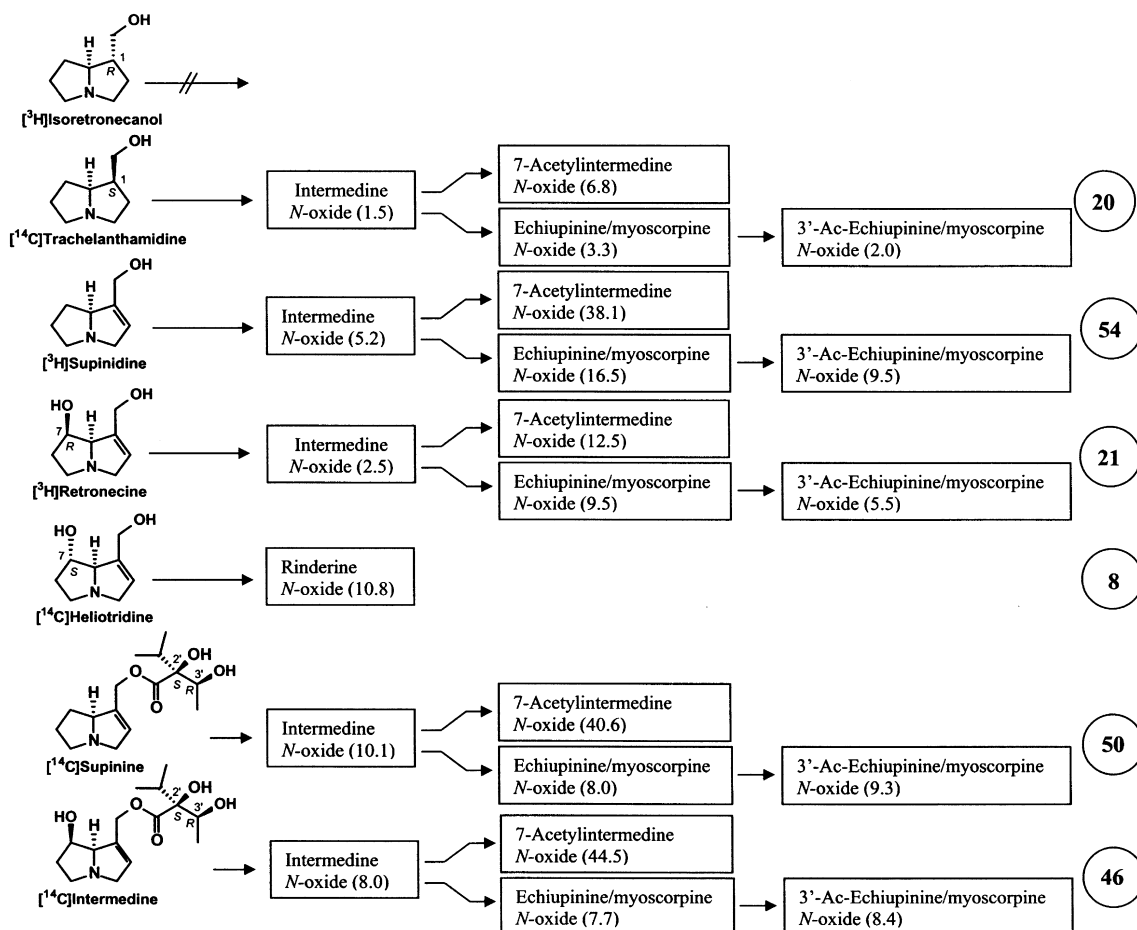 OH
H
1
R
N
[³H]Isoretronecanol
OH
H
1
S
N
[¹⁴C]Trachelanthamidine
Intermedine
N-oxide (1.5)
7-Acetylintermedine
N-oxide (6.8)
Echiupinine/myoscorpine
N-oxide (3.3)
3'-Ac-Echiupinine/myoscorpine
N-oxide (2.0)
20
OH
H
N
[³H]Supinidine
Intermedine
N-oxide (5.2)
7-Acetylintermedine
N-oxide (38.1)
Echiupinine/myoscorpine
N-oxide (16.5)
3'-Ac-Echiupinine/myoscorpine
N-oxide (9.5)
54
HO
OH
7
H
R
N
[³H]Retronecine
Intermedine
N-oxide (2.5)
7-Acetylintermedine
N-oxide (12.5)
Echiupinine/myoscorpine
N-oxide (9.5)
3'-Ac-Echiupinine/myoscorpine
N-oxide (5.5)
21
HO
OH
7
H
S
N
[¹⁴C]Heliotridine
Rinderine
N-oxide (10.8)
8
2' OH
O
3' OH
S R
H
O
N
[¹⁴C]Supinine
Intermedine
N-oxide (10.1)
7-Acetylintermedine
N-oxide (40.6)
Echiupinine/myoscorpine
N-oxide (8.0)
3'-Ac-Echiupinine/myoscorpine
N-oxide (9.3)
50
2' OH
O
3' OH
S R
HO
H
O
N
[¹⁴C]Intermedine
Intermedine
N-oxide (8.0)
7-Acetylintermedine
N-oxide (44.5)
Echiupinine/myoscorpine
N-oxide (7.7)
3'-Ac-Echiupinine/myoscorpine
N-oxide (8.4)
46